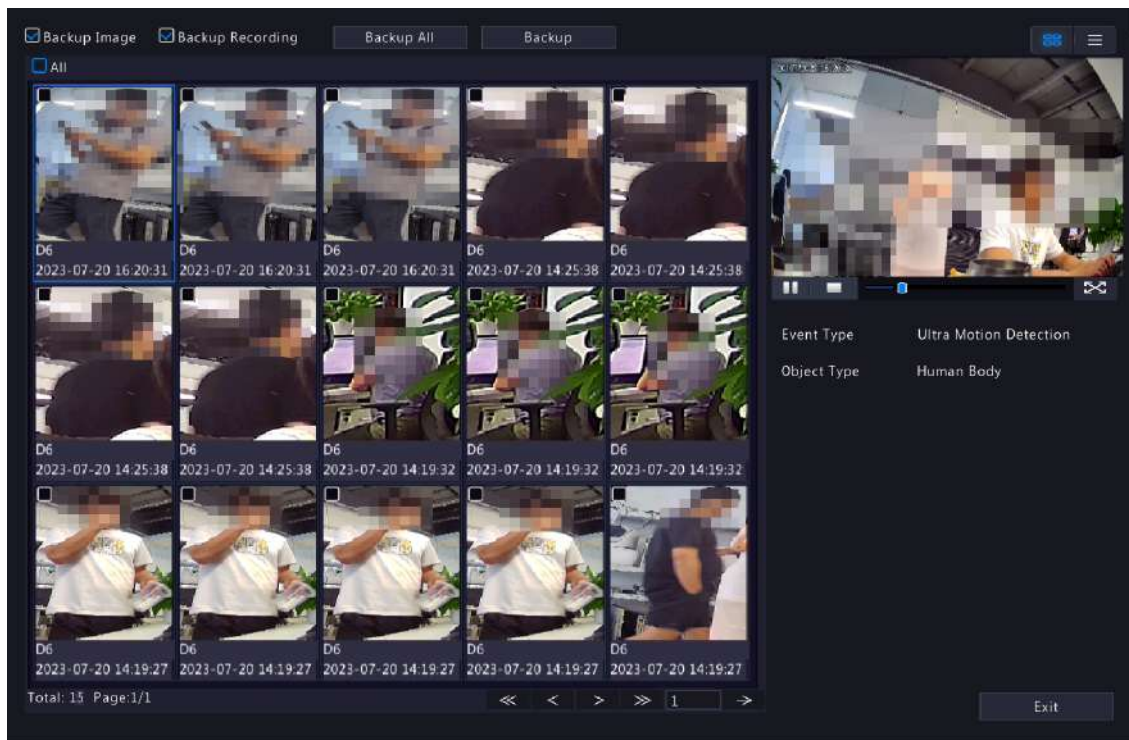 Backup Image Backup Recording Backup All Backup
All
D6 D6 D6 D6 D6
2023-07-20 16:20:31 2023-07-20 16:20:31 2023-07-20 16:20:31 2023-07-20 14:25:38 2023-07-20 14:25:38
Event Type Ultra Motion Detection
Object Type Human Body
D6 D6 D6 D6 D6
2023-07-20 14:25:38 2023-07-20 14:25:38 2023-07-20 14:19:32 2023-07-20 14:19:32 2023-07-20 14:19:32
D6 D6 D6 D6 D6
2023-07-20 14:19:27 2023-07-20 14:19:27 2023-07-20 14:19:27 2023-07-20 14:19:27 2023-07-20 14:19:27
Total: 15 Page:1/1 1
Exit